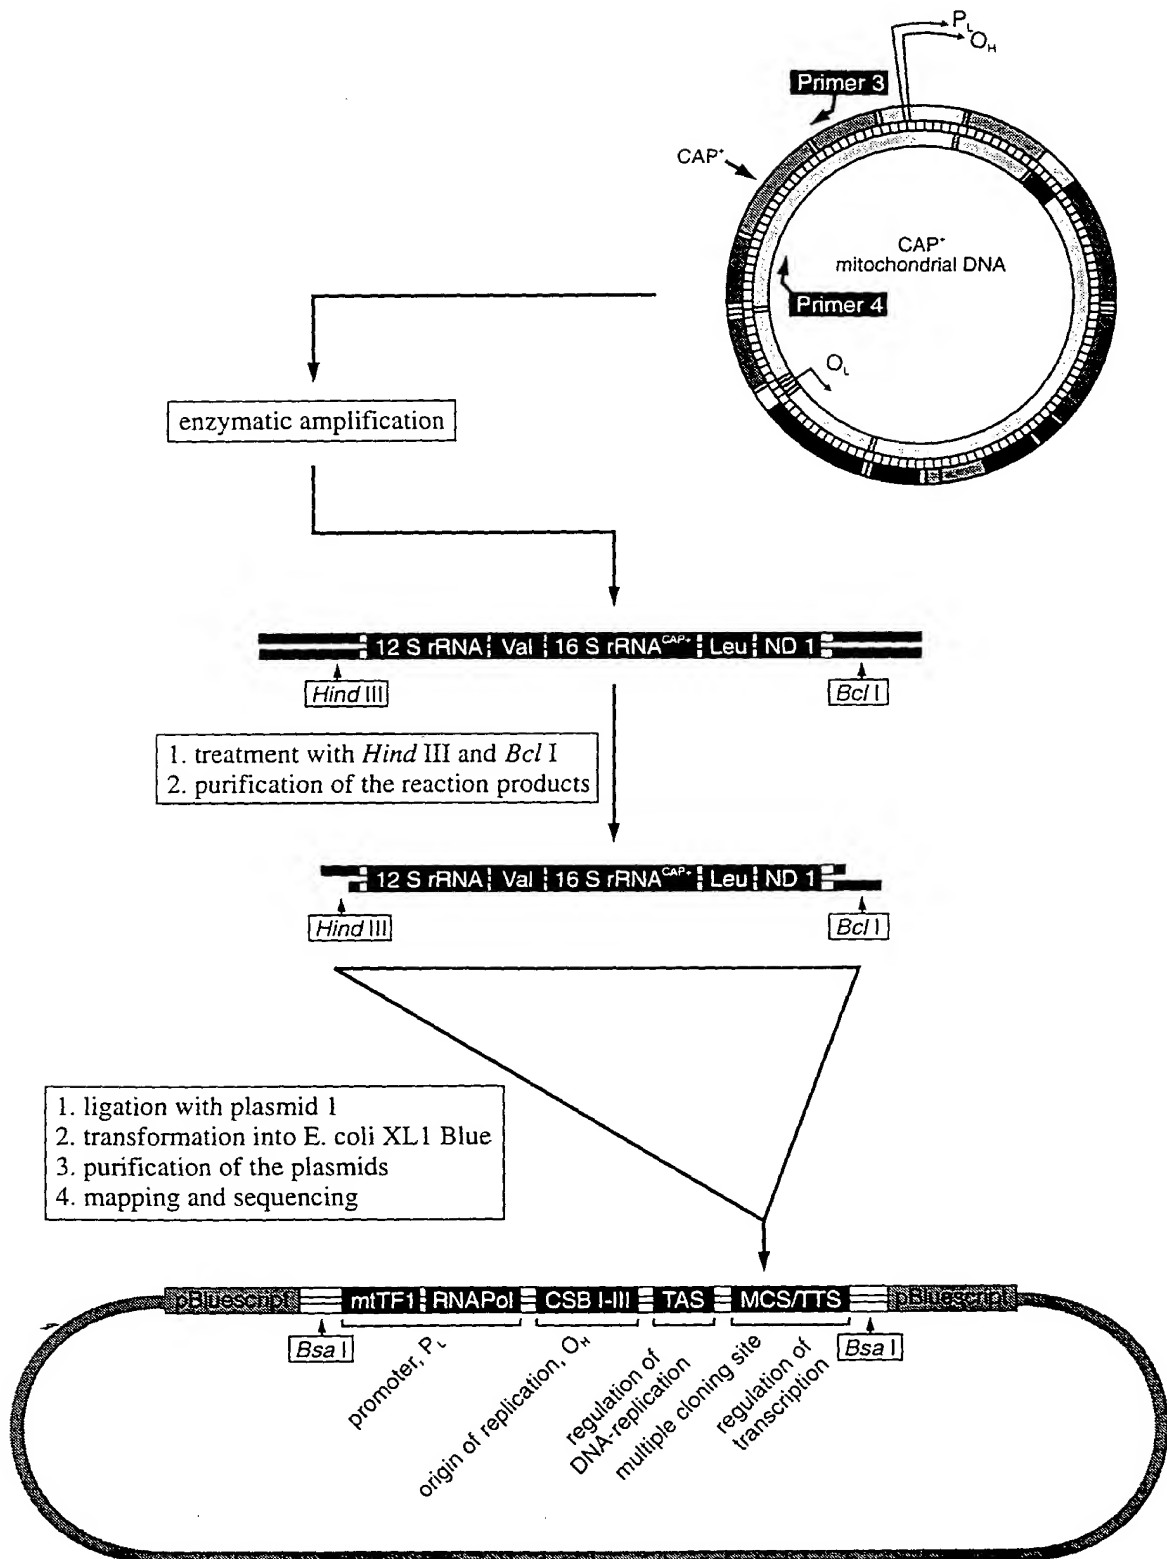 P_L
O_H
Primer 3
CAP⁺
CAP⁺
mitochondrial DNA
Primer 4
O_L
enzymatic amplification
12 S rRNA Val 16 S rRNA^CAP+ Leu ND 1
Hind III
Bcl I
1. treatment with Hind III and Bcl I
2. purification of the reaction products
12 S rRNA Val 16 S rRNA^CAP+ Leu ND 1
Hind III
Bcl I
1. ligation with plasmid 1
2. transformation into E. coli XL1 Blue
3. purification of the plasmids
4. mapping and sequencing
pBluescript mtTF1 RNAPol CSB I-III TAS MCS/TTS pBluescript
Bsa I
Bsa I
promoter, P_L
origin of replication, O_H
regulation of
DNA-replication
multiple cloning site
regulation of
transcription